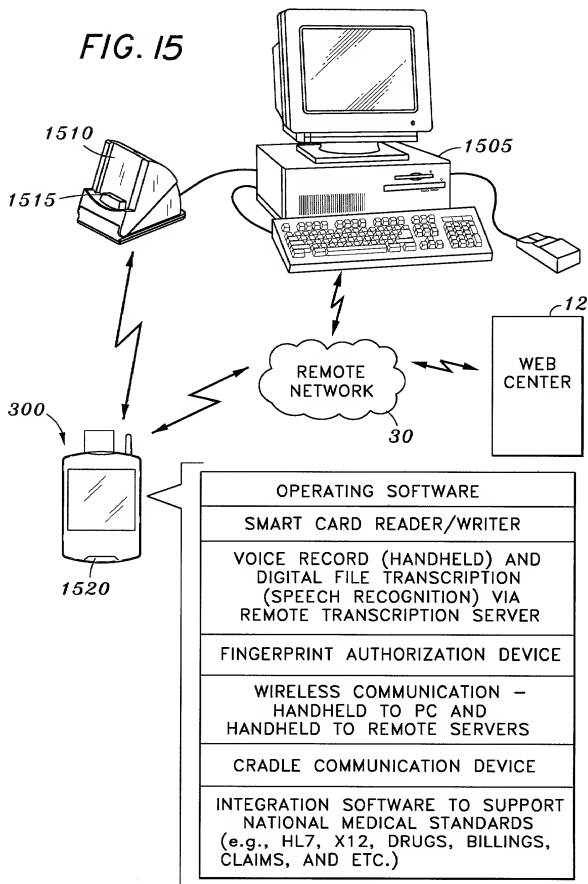 FIG. 15
1510
1515
1505
12
WEB
CENTER
REMOTE
NETWORK
30
300
1520
OPERATING SOFTWARE
SMART CARD READER/WRITER
VOICE RECORD (HANDHELD) AND
DIGITAL FILE TRANSCRIPTION
(SPEECH RECOGNITION) VIA
REMOTE TRANSCRIPTION SERVER
FINGERPRINT AUTHORIZATION DEVICE
WIRELESS COMMUNICATION –
HANDHELD TO PC AND
HANDHELD TO REMOTE SERVERS
CRADLE COMMUNICATION DEVICE
INTEGRATION SOFTWARE TO SUPPORT
NATIONAL MEDICAL STANDARDS
(e.g., HL7, X12, DRUGS, BILLINGS,
CLAIMS, AND ETC.)